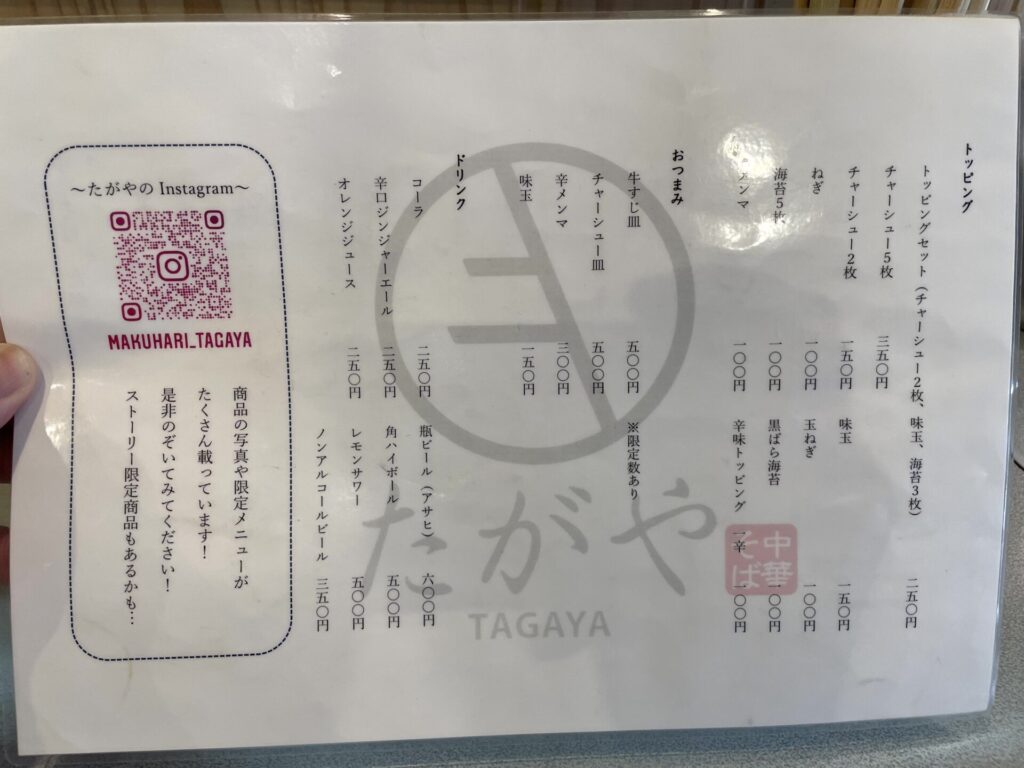 トッピング
トッピングセット（チャーシュー2枚、味玉、海苔3枚） 二五〇円
チャーシュー5枚 三五〇円
チャーシュー2枚 一五〇円 味玉 一五〇円
ねぎ 一〇〇円 玉ねぎ 一〇〇円
海苔5枚 一〇〇円 黒ばら海苔 一〇〇円
ンマ 一〇〇円 辛味トッピング 一辛 一〇〇円
おつまみ
牛すじ皿 五〇〇円 ※限定数あり
チャーシュー皿 五〇〇円
辛メンマ 三〇〇円
味玉 一五〇円
ドリンク
コーラ 二五〇円 瓶ビール（アサヒ） 六〇〇円
辛口ジンジャーエール 二五〇円 角ハイボール 五〇〇円
オレンジジュース 二五〇円 レモンサワー 五〇〇円
ノンアルコールビール 三五〇円
～たがやの Instagram～
MAKUHARI_TAGAYA
商品の写真や限定メニューが
たくさん載っています！
是非のぞいてみてください！
ストーリー限定商品もあるかも…
たがや
TAGAYA
中華
そば